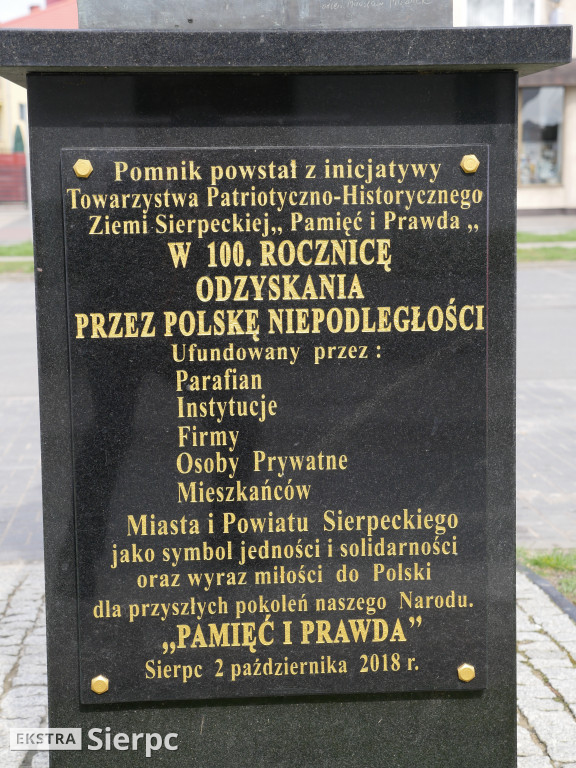 Pomnik powstał z inicjatywy
Towarzystwa Patriotyczno-Historycznego
Ziemi Sierpeckiej,, Pamięć i Prawda ,,
W 100. ROCZNICĘ
ODZYSKANIA
PRZEZ POLSKĘ NIEPODLEGŁOŚCI
Ufundowany przez :
Parafian
Instytucje
Firmy
Osoby Prywatne
Mieszkańców
Miasta i Powiatu Sierpeckiego
jako symbol jedności i solidarności
oraz wyraz miłości do Polski
dla przyszłych pokoleń naszego Narodu.
„PAMIĘĆ I PRAWDA”
Sierpc 2 października 2018 r.
EKSTRA Sierpc